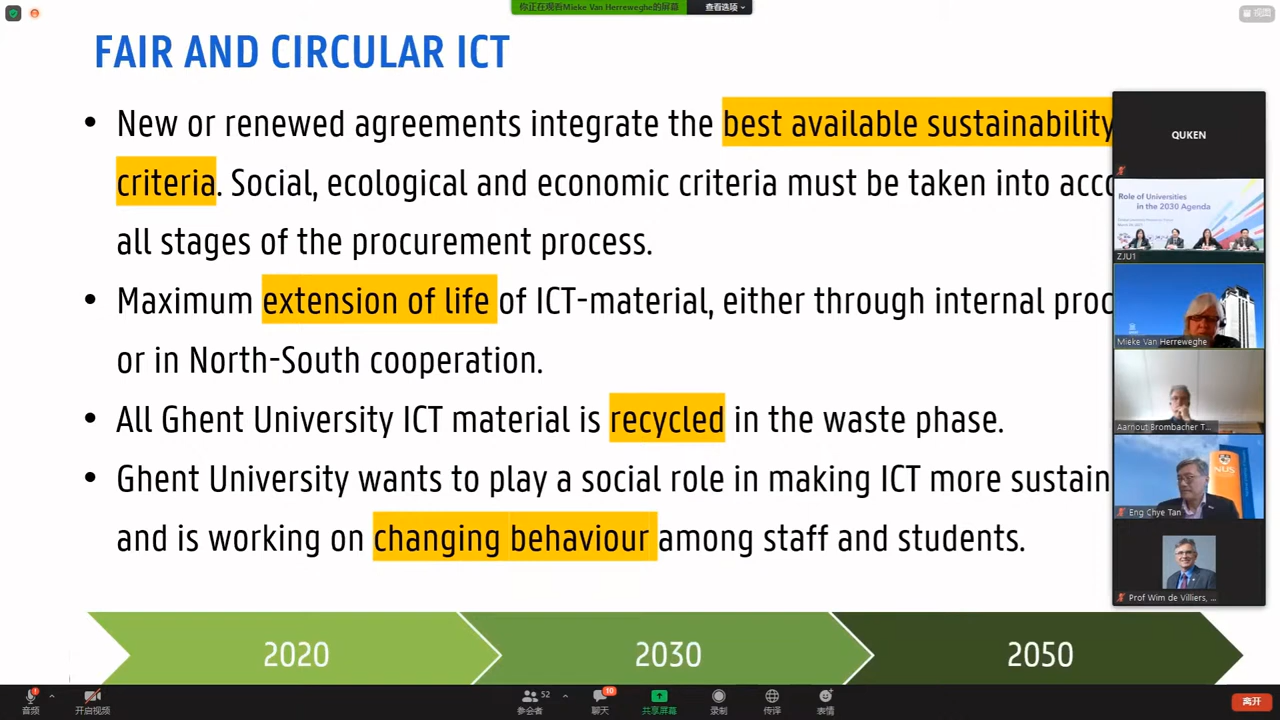 你正在观看Mieke Van Herreweghe的屏幕
查看选项
视图
FAIR AND CIRCULAR ICT
• New or renewed agreements integrate the best available sustainability
criteria. Social, ecological and economic criteria must be taken into
all stages of the procurement process.
• Maximum extension of life of ICT-material, either through internal
or in North-South cooperation.
• All Ghent University ICT material is recycled in the waste phase.
• Ghent University wants to play a social role in making ICT more
and is working on changing behaviour among staff and students.
2020
2030
2050
QUKEN
Role of Universities
in the 2030 Agenda
ZJU1
Mieke Van Herreweghe
Aarnout Brombacher T...
NUS
Eng Chye Tan
Prof Wim de Villiers, ...
音频
开启视频
52
参会者
10
聊天
共享屏幕
录制
传译
表情
离开